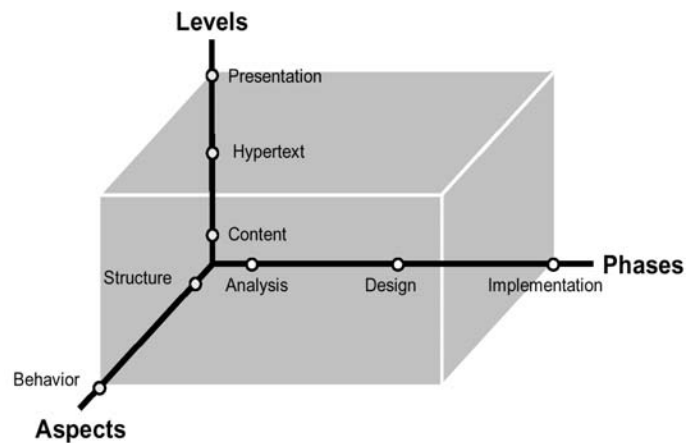 Levels
Presentation
Hypertext
Content
Structure
Analysis
Design
Implementation
Phases
Behavior
Aspects